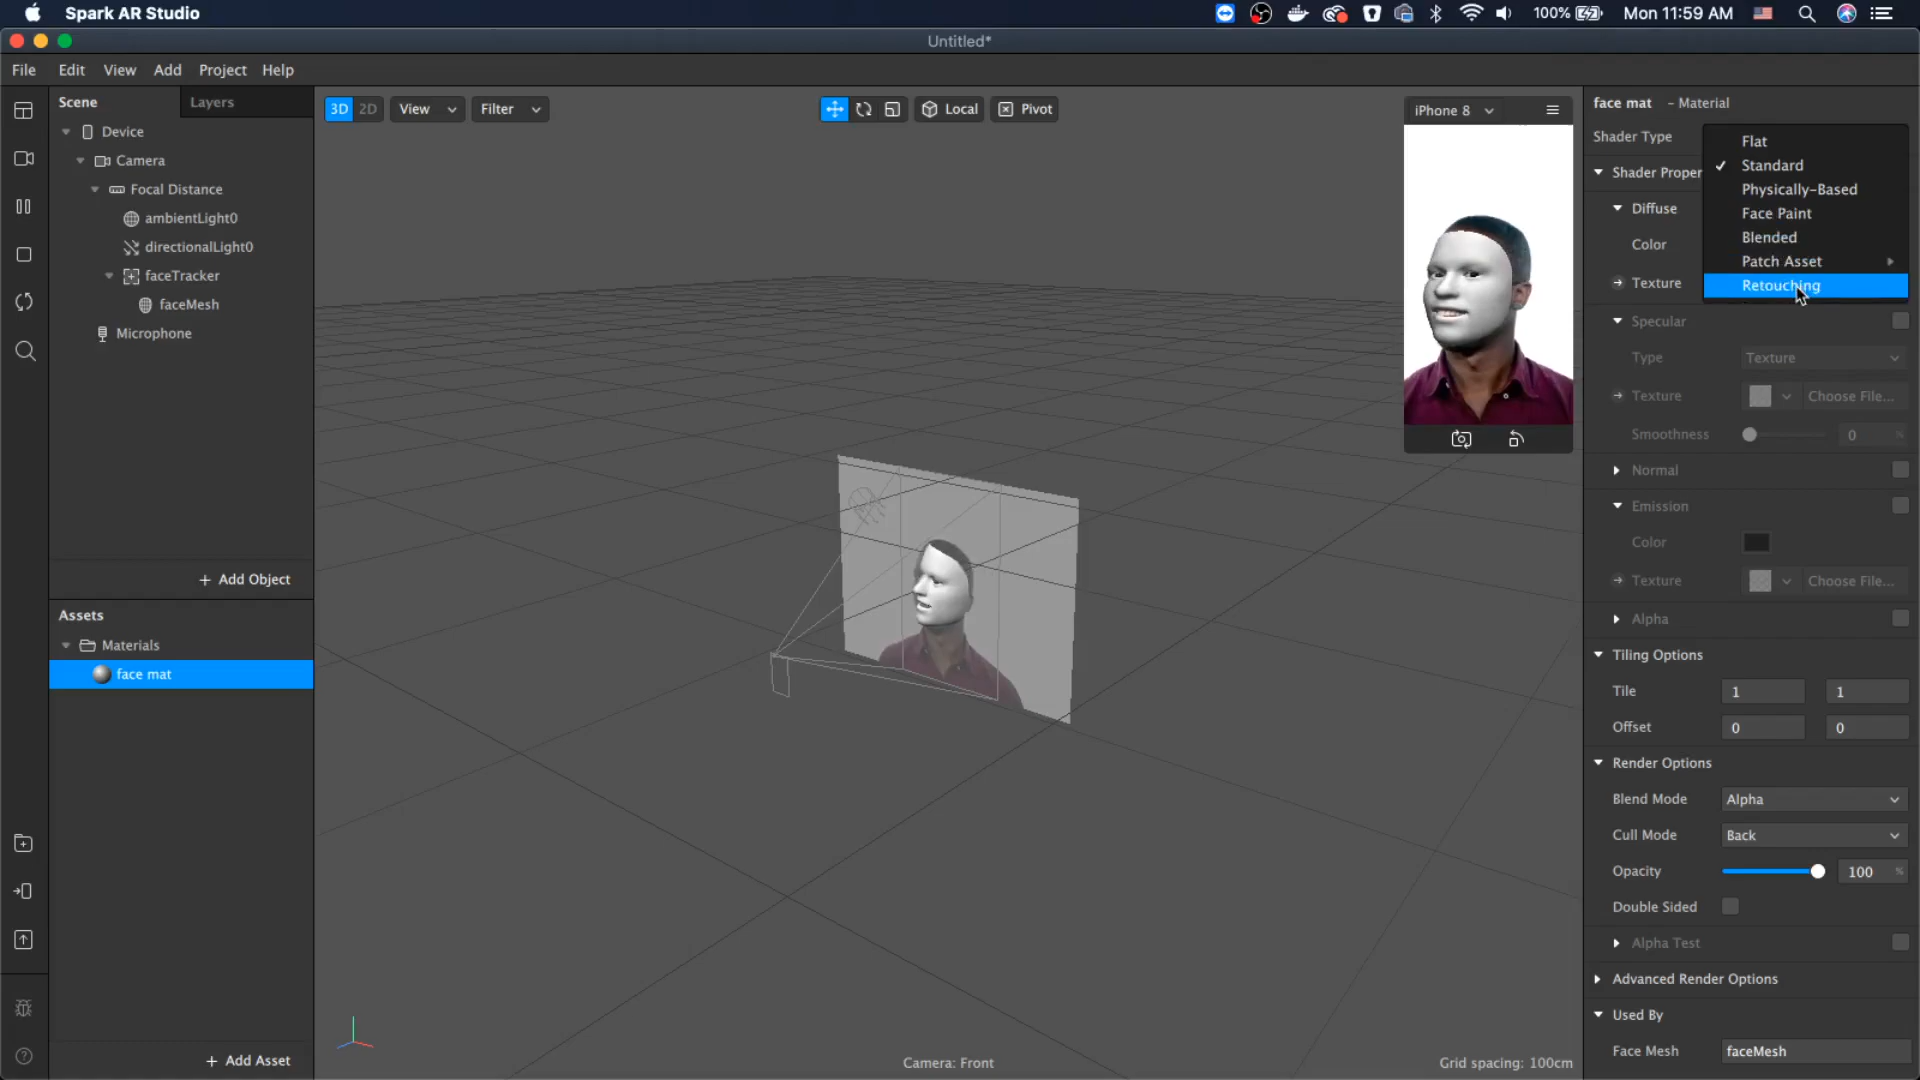 Spark AR Studio
100%
Mon 11:59 AM
Untitled*
File Edit View Add Project Help
Scene
Layers
Device
Camera
Focal Distance
ambientLight0
directionalLight0
faceTracker
faceMesh
Microphone
+ Add Object
Assets
Materials
face mat
+ Add Asset
3D 2D View Filter Local Pivot
iPhone 8
Camera: Front
Grid spacing: 100cm
face mat - Material
Shader Type
Flat
Standard
Physically-Based
Face Paint
Blended
Patch Asset
Retouching
Shader Proper
Diffuse
Color
Texture
Specular
Type Texture
Texture Choose File...
Smoothness 0 %
Normal
Emission
Color
Texture Choose File...
Alpha
Tiling Options
Tile 1 1
Offset 0 0
Render Options
Blend Mode Alpha
Cull Mode Back
Opacity 100 %
Double Sided
Alpha Test
Advanced Render Options
Used By
Face Mesh faceMesh